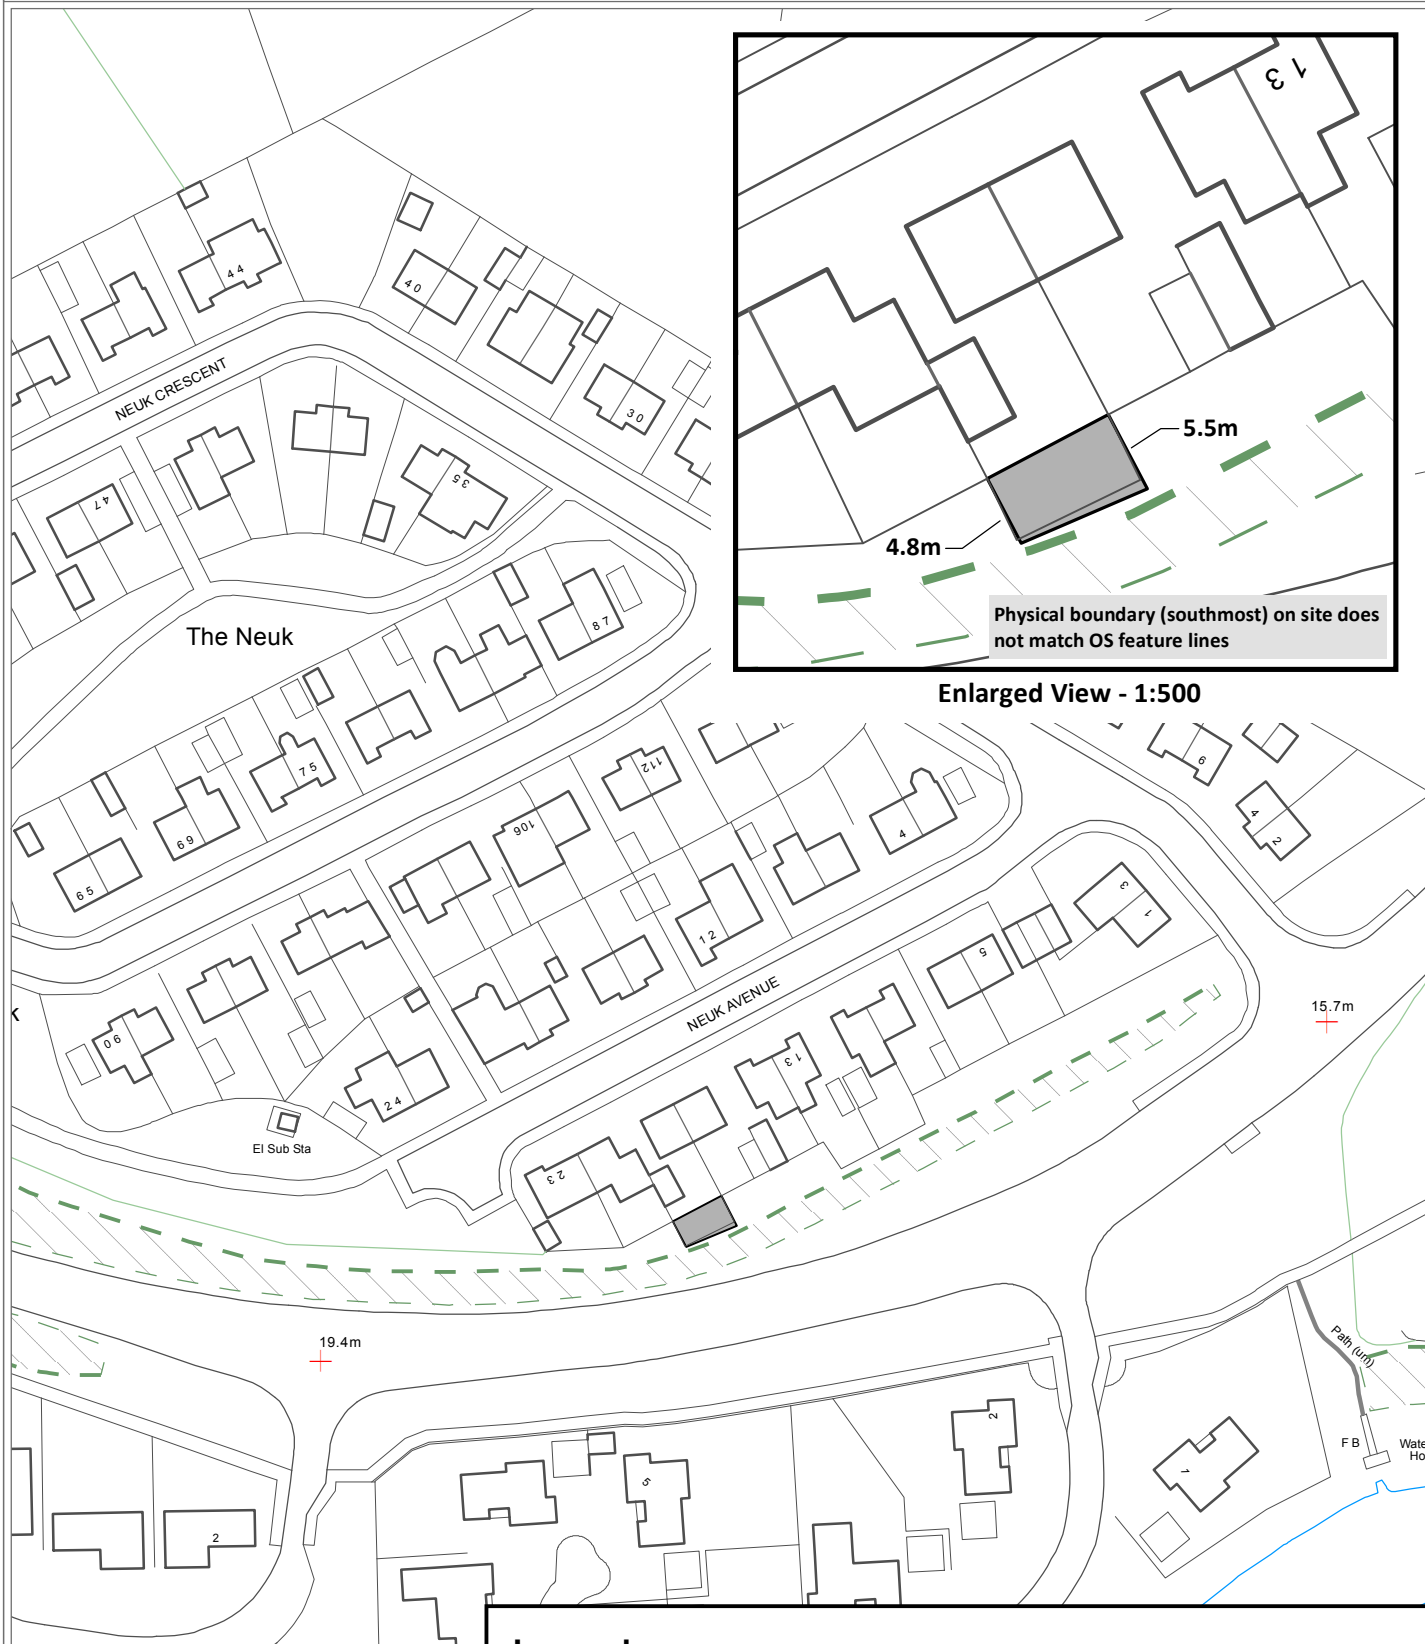 13
5.5m
4.8m
Physical boundary (southmost) on site does
not match OS feature lines
Enlarged View - 1:500
44
40
NEUK CRESCENT
30
35
47
The Neuk
87
75
69
65
112
106
6
4
2
4
12
3
1
5
NEUK AVENUE
15.7m
90
24
13
El Sub Sta
23
19.4m
Path (um)
2
F B
5
1
2